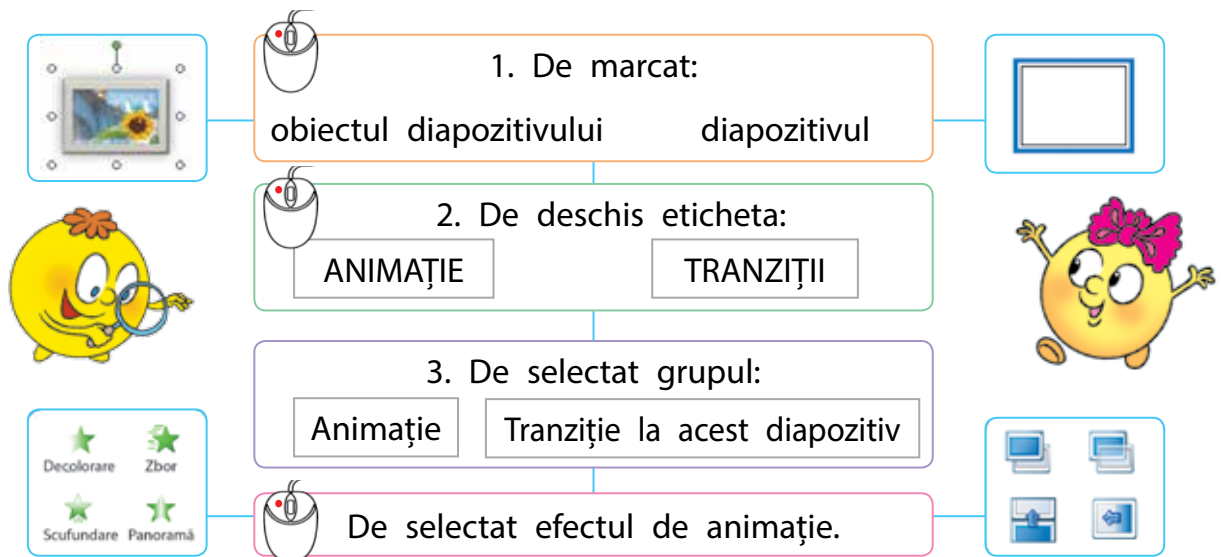 1. De marcat:
obiectul diapozitivului diapozitivul
2. De deschis eticheta:
ANIMAȚIE TRANZIȚII
3. De selectat grupul:
Animație Tranziție la acest diapozitiv
Decolorare Zbor
Scufundare Panoramă
De selectat efectul de animație.